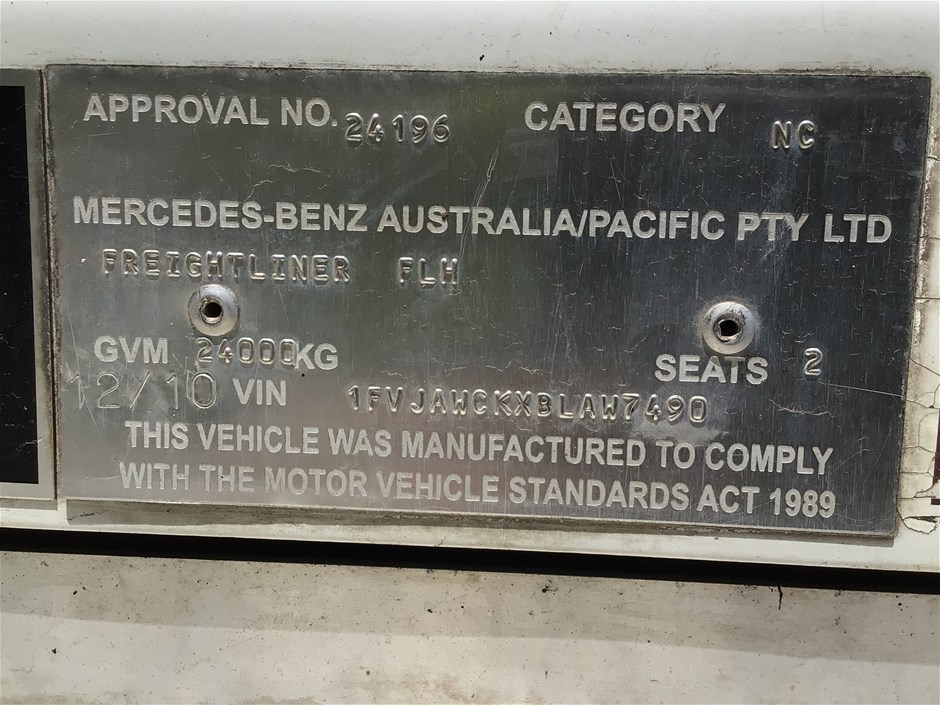 APPROVAL NO. 24196 CATEGORY NC
MERCEDES-BENZ AUSTRALIA/PACIFIC PTY LTD
FREIGHTLINER FLH
GVM 24000KG SEATS 2
12/10 VIN 1FVJAWCKXBLAW7490
THIS VEHICLE WAS MANUFACTURED TO COMPLY
WITH THE MOTOR VEHICLE STANDARDS ACT 1989